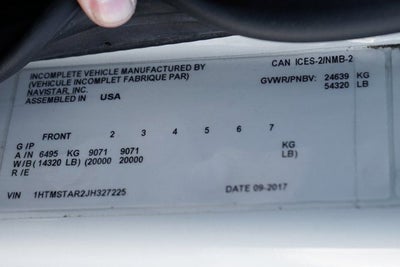 CAN ICES-2/NMB-2
INCOMPLETE VEHICLE MANUFACTURED BY
(VEHICULE INCOMPLET FABRIQUE PAR)
NAVISTAR, INC.
ASSEMBLED IN USA
GVWR/PNBV: 24639 KG
54320 LB
FRONT 2 3 4 5 6 7
G/P
A/N 6495 KG 9071 9071 KG
W/B (14320 LB) (20000 20000 LB)
R/E
VIN 1HTMSTAR2JH327225
DATE 09-2017